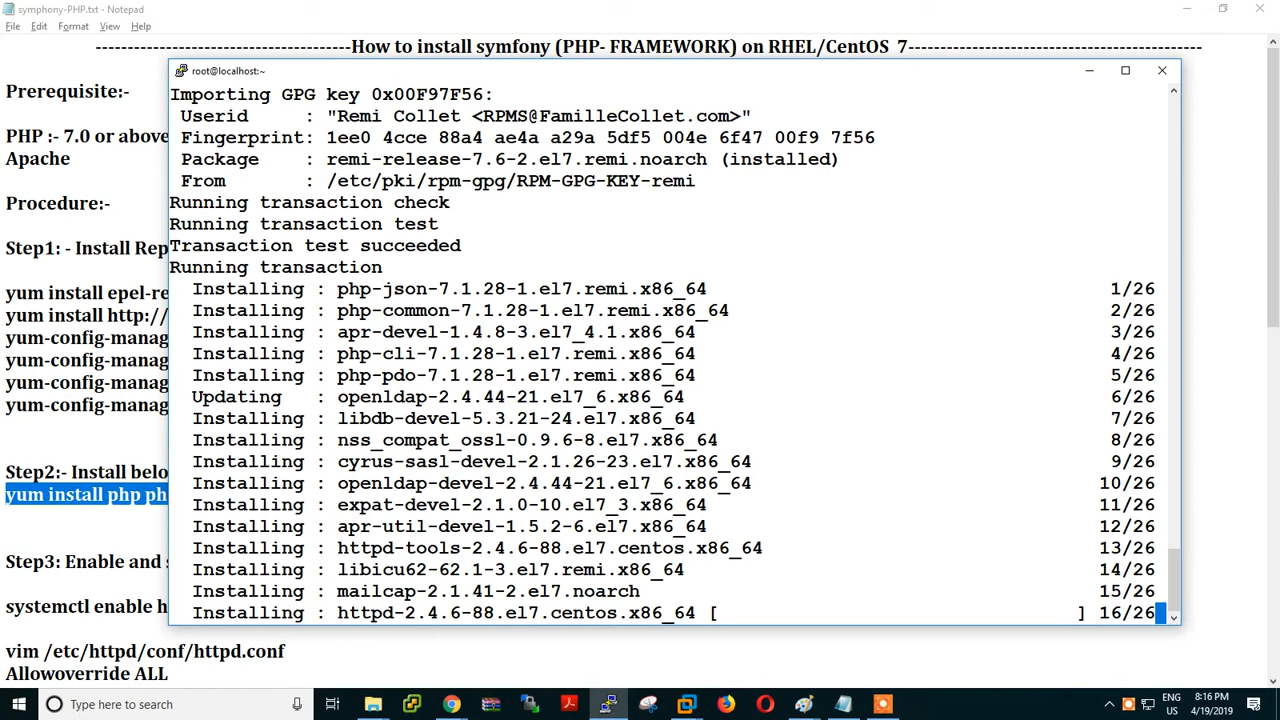 symphony-PHP.txt - Notepad
File Edit Format View Help
----------------------------------------How to install symfony (PHP- FRAMEWORK) on RHEL/CentOS 7----------------------------------------------
Prerequisite:-
PHP :- 7.0 or above
Apache
Procedure:-
Step1: - Install Rep
yum install epel-re
yum install http://
yum-config-manag
yum-config-manag
yum-config-manag
yum-config-manag
Step2:- Install belo
yum install php ph
Step3: Enable and s
systemctl enable h
vim /etc/httpd/conf/httpd.conf
Allowoverride ALL
root@localhost:~
Importing GPG key 0x00F97F56:
Userid : "Remi Collet <RPMS@FamilleCollet.com>"
Fingerprint: 1ee0 4cce 88a4 ae4a a29a 5df5 004e 6f47 00f9 7f56
Package : remi-release-7.6-2.el7.remi.noarch (installed)
From : /etc/pki/rpm-gpg/RPM-GPG-KEY-remi
Running transaction check
Running transaction test
Transaction test succeeded
Running transaction
Installing : php-json-7.1.28-1.el7.remi.x86_64 1/26
Installing : php-common-7.1.28-1.el7.remi.x86_64 2/26
Installing : apr-devel-1.4.8-3.el7_4.1.x86_64 3/26
Installing : php-cli-7.1.28-1.el7.remi.x86_64 4/26
Installing : php-pdo-7.1.28-1.el7.remi.x86_64 5/26
Updating : openldap-2.4.44-21.el7_6.x86_64 6/26
Installing : libdb-devel-5.3.21-24.el7.x86_64 7/26
Installing : nss_compat_ossl-0.9.6-8.el7.x86_64 8/26
Installing : cyrus-sasl-devel-2.1.26-23.el7.x86_64 9/26
Installing : openldap-devel-2.4.44-21.el7_6.x86_64 10/26
Installing : expat-devel-2.1.0-10.el7_3.x86_64 11/26
Installing : apr-util-devel-1.5.2-6.el7.x86_64 12/26
Installing : httpd-tools-2.4.6-88.el7.centos.x86_64 13/26
Installing : libicu62-62.1-3.el7.remi.x86_64 14/26
Installing : mailcap-2.1.41-2.el7.noarch 15/26
Installing : httpd-2.4.6-88.el7.centos.x86_64 [ ] 16/26
Type here to search
ENG
US
8:16 PM
4/19/2019